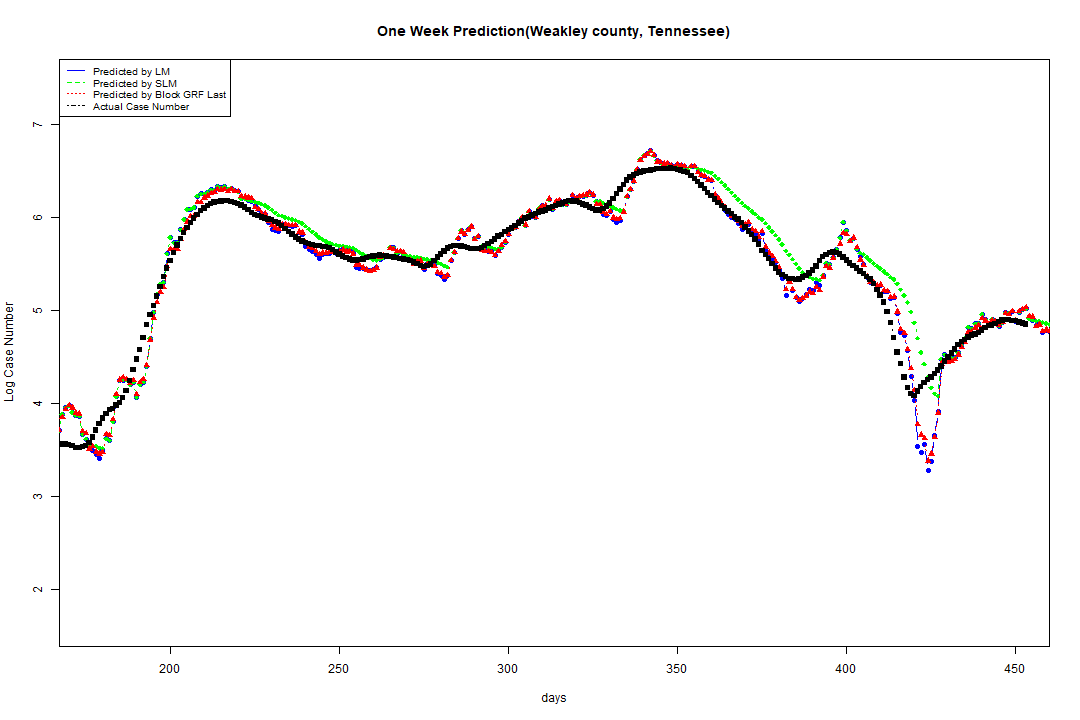 One Week Prediction(Weakley county, Tennessee)
Predicted by LM
Predicted by SLM
Predicted by Block GRF Last
Actual Case Number
7
6
5
4
3
2
Log Case Number
200 250 300 350 400 450
days